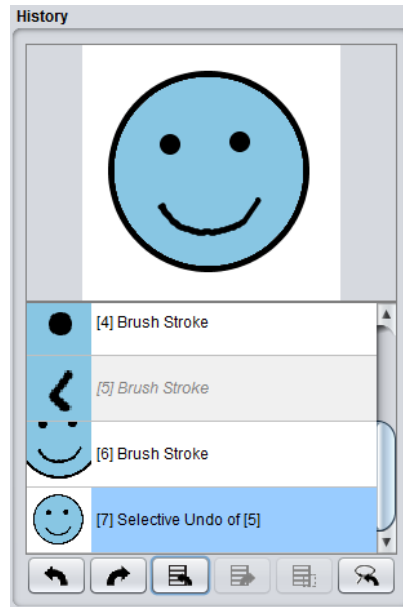 History
[4] Brush Stroke
[5] Brush Stroke
[6] Brush Stroke
[7] Selective Undo of [5]